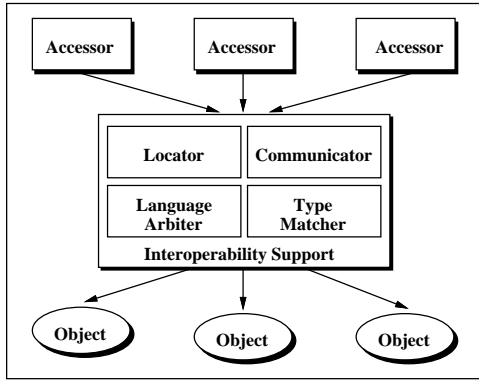 Accessor
Accessor
Accessor
Locator
Communicator
Language
Arbiter
Type
Matcher
Interoperability Support
Object
Object
Object